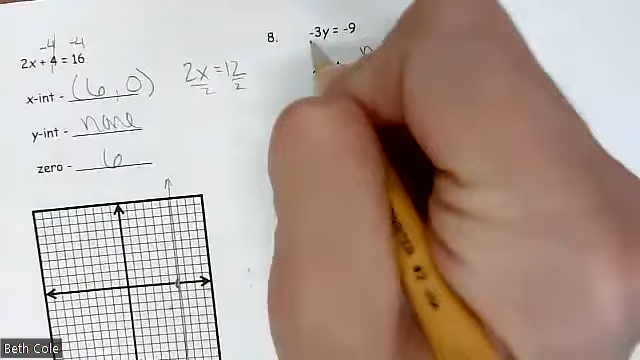 -4 -4
2x + 4 = 16
x-int - (6, 0)
2x = 12
2 2
y-int - none
zero - 6
8. -3y = -9
n
Beth Cole